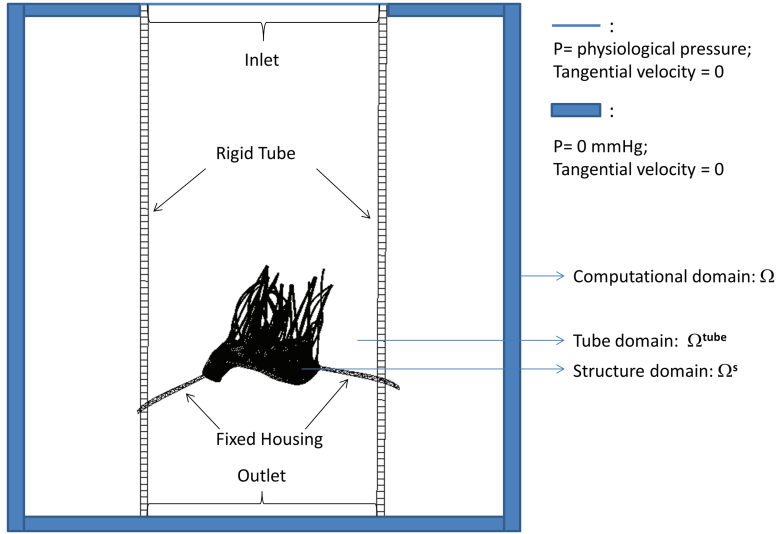 Inlet
Rigid Tube
Fixed Housing
Outlet
:
P= physiological pressure;
Tangential velocity = 0
:
P= 0 mmHg;
Tangential velocity = 0
Computational domain: Ω
Tube domain: Ωᵗᵘᵇᵉ
Structure domain: Ωˢ